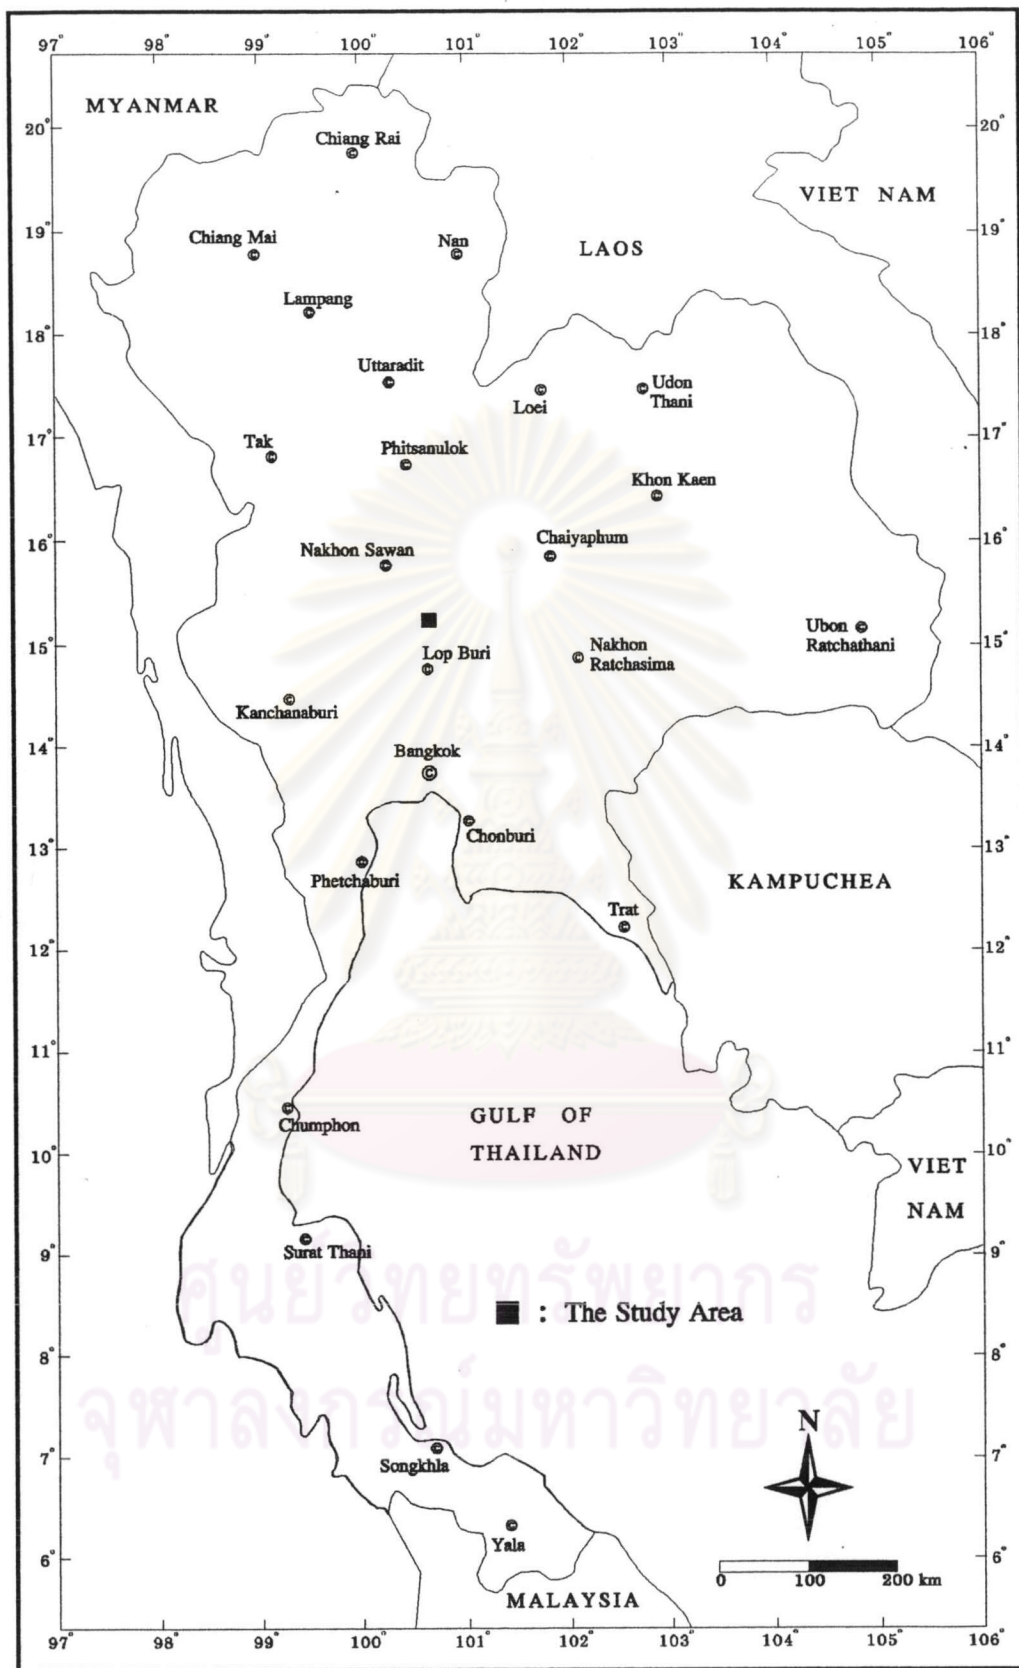 97° 98° 99° 100° 101° 102° 103° 104° 105° 106°
MYANMAR
20° 20°
Chiang Rai
VIET NAM
19° 19°
Chiang Mai
Nan
LAOS
Lampang
18° 18°
Uttaradit
Loei
Udon
Thani
17° 17°
Tak
Phitsanulok
Khon Kaen
16° 16°
Nakhon Sawan
Chaiyaphum
15° 15°
Lop Buri
Nakhon
Ratchasima
Ubon
Ratchathani
Kanchanaburi
14° 14°
Bangkok
Chonburi
13° 13°
Phetchaburi
KAMPUCHEA
Trat
12° 12°
11° 11°
Chumphon
GULF OF
THAILAND
10° 10°
VIET
NAM
9° 9°
Surat Thani
ศูนย์วิทยทรัพยากร
: The Study Area
8° 8°
จุฬาลงกรณ์มหาวิทยาลัย
N
7° 7°
Songkhla
Yala
6° 6°
0 100 200 km
MALAYSIA
97° 98° 99° 100° 101° 102° 103° 104° 105° 106°